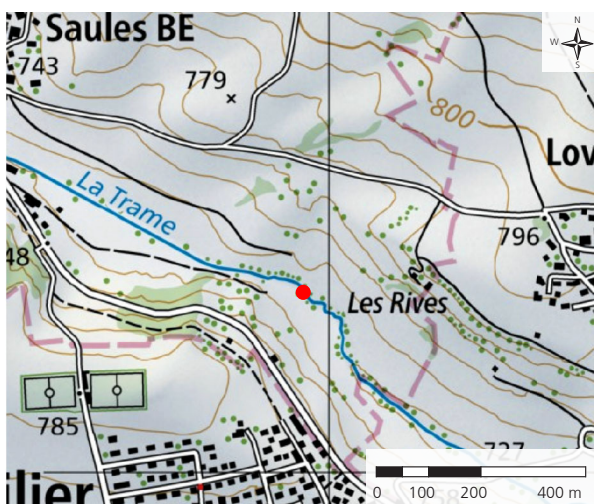 Saules BE
N
W
S
743
779
800
Lov
La Trame
796
48
Les Rives
785
727
ilier
0 100 200 400 m